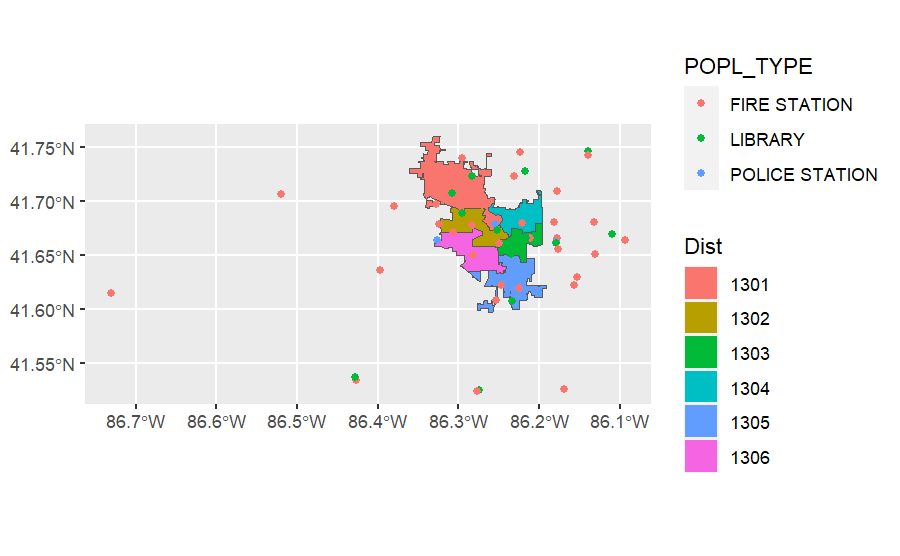 41.75°N
41.70°N
41.65°N
41.60°N
41.55°N
86.7°W 86.6°W 86.5°W 86.4°W 86.3°W 86.2°W 86.1°W
POPL_TYPE
FIRE STATION
LIBRARY
POLICE STATION
Dist
1301
1302
1303
1304
1305
1306